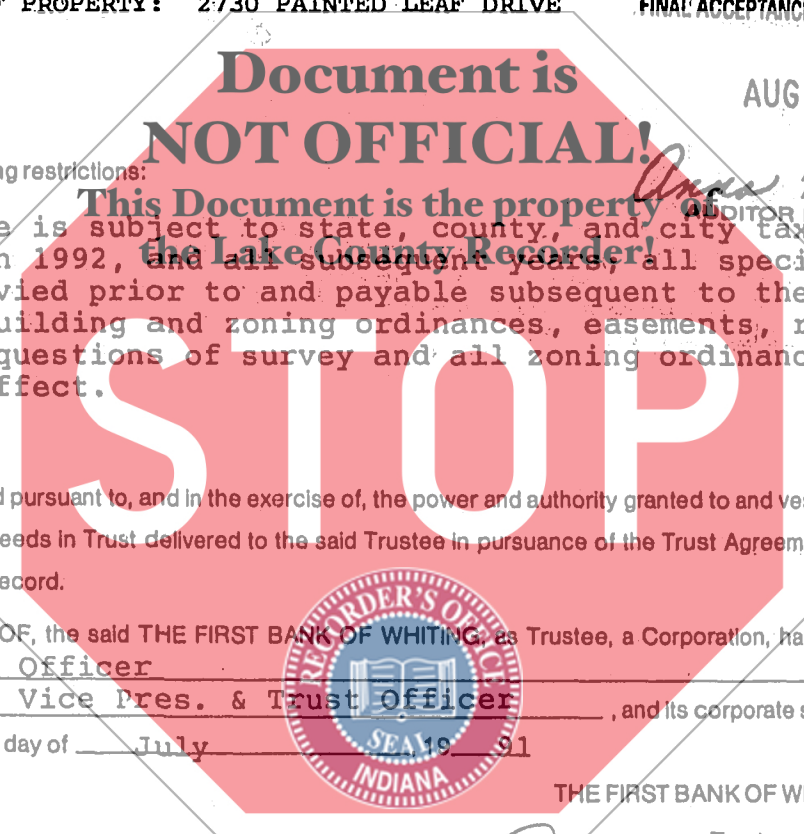 PROPERTY: 2730 PAINTED LEAF DRIVE FINAL ACCEPTANC
Document is
AUG
NOT OFFICIAL!
ng restrictions:
This Document is the property of
AUDITOR
e is subject to state, county, and city tax
the Lake County Recorder!
n 1992, and all subsequent years, all speci
vied prior to and payable subsequent to the
uilding and zoning ordinances, easements, r
questions of survey and all zoning ordinanc
ffect.
STOP
d pursuant to, and in the exercise of, the power and authority granted to and ve
eeds in Trust delivered to the said Trustee in pursuance of the Trust Agreem
ecord.
RECORDER'S OFFICE
OF, the said THE FIRST BANK OF WHITING, as Trustee, a Corporation, ha
Officer
Vice Pres. & Trust Officer , and its corporate s
SEAL
day of July 19 91
INDIANA
THE FIRST BANK OF WH